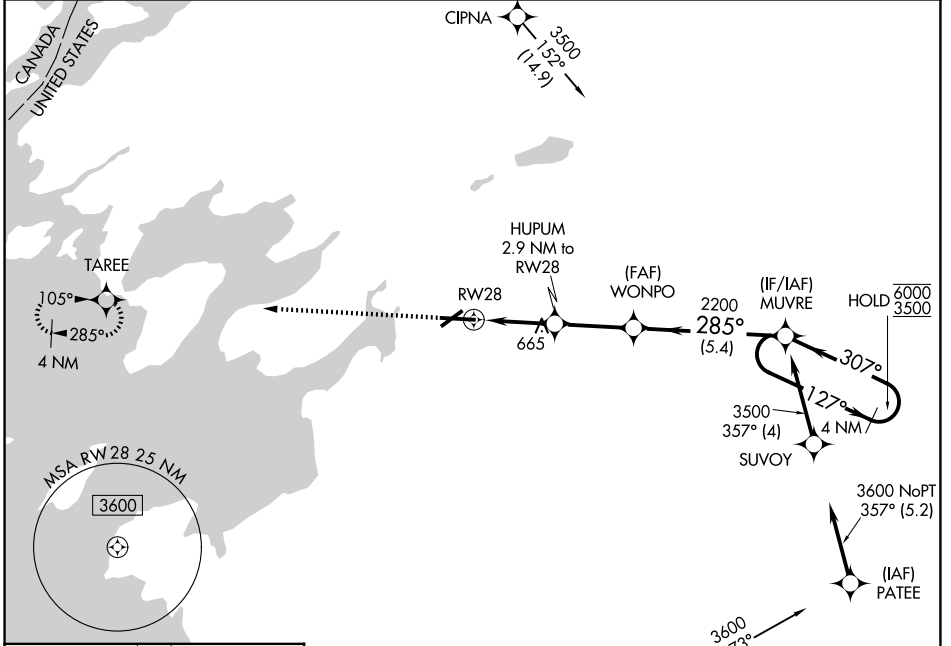 CIPNA
3500
152°
(14.9)
CANADA
UNITED STATES
HUPUM
2.9 NM to
RW28
TAREE
105°
285°
4 NM
RW28
665
(FAF)
WONPO
2200
285°
(5.4)
(IF/IAF)
MUVRE
HOLD 6000
3500
307°
127°
4 NM
3500
357° (4)
SUVOY
MSA RW 28 25 NM
3600
3600 NoPT
357° (5.2)
(IAF)
PATEE
3600